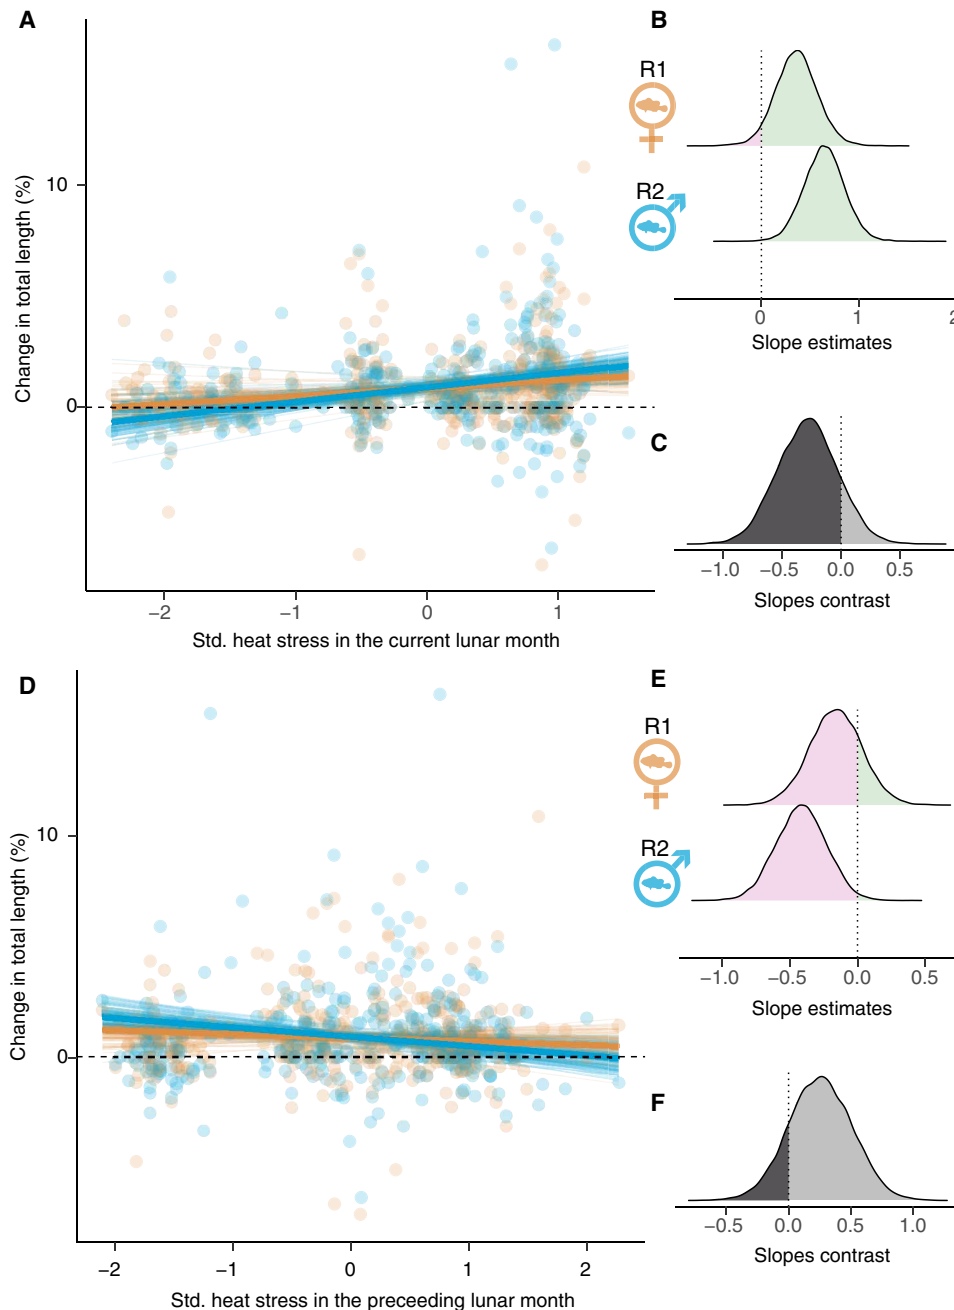 A
B
R1
R2
Change in total length (%)
10
0
−2
−1
0
1
Std. heat stress in the current lunar month
0
1
2
Slope estimates
C
−1.0
−0.5
0.0
0.5
Slopes contrast
D
E
R1
R2
Change in total length (%)
10
0
−2
−1
0
1
2
Std. heat stress in the preceeding lunar month
−1.0
−0.5
0.0
0.5
Slope estimates
F
−0.5
0.0
0.5
1.0
Slopes contrast